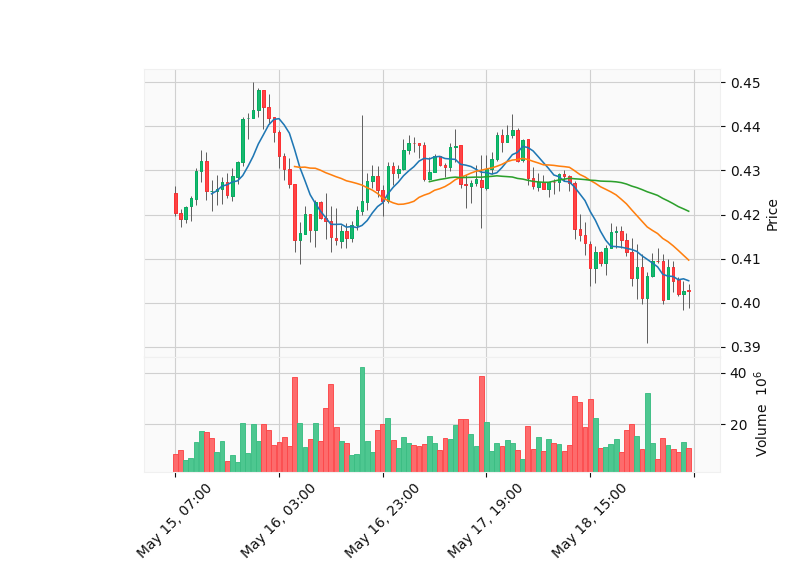 0.45
0.44
0.43
0.42
0.41
0.40
0.39
Price
40
20
Volume 10^6
May 15, 07:00
May 16, 03:00
May 16, 23:00
May 17, 19:00
May 18, 15:00